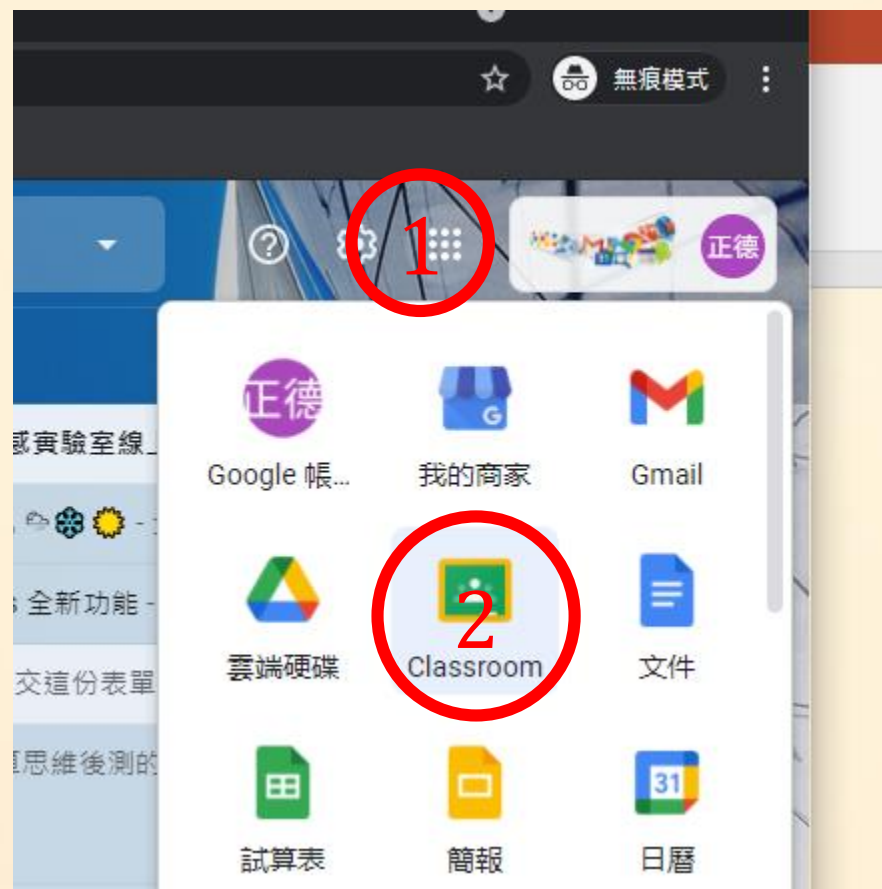 無痕模式
1
正德
正德
G
Google 帳...
我的商家
Gmail
感實驗室線上
全新功能 -
2
雲端硬碟
Classroom
文件
交這份表單
思維後測的
31
試算表
簡報
日曆